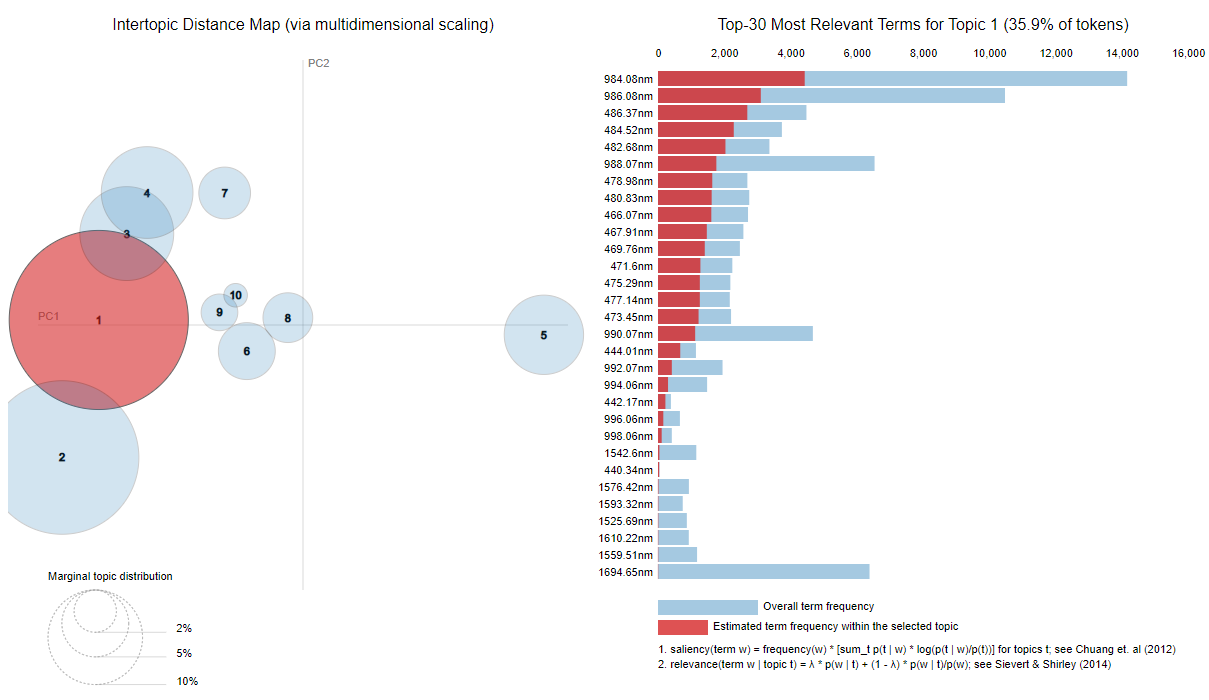 Intertopic Distance Map (via multidimensional scaling)
PC2
PC1
4
7
3
1
10
9
8
5
6
2
Marginal topic distribution
2%
5%
10%
Top-30 Most Relevant Terms for Topic 1 (35.9% of tokens)
0 2,000 4,000 6,000 8,000 10,000 12,000 14,000 16,000
984.08nm
986.08nm
486.37nm
484.52nm
482.68nm
988.07nm
478.98nm
480.83nm
466.07nm
467.91nm
469.76nm
471.6nm
475.29nm
477.14nm
473.45nm
990.07nm
444.01nm
992.07nm
994.06nm
442.17nm
996.06nm
998.06nm
1542.6nm
440.34nm
1576.42nm
1593.32nm
1525.69nm
1610.22nm
1559.51nm
1694.65nm
Overall term frequency
Estimated term frequency within the selected topic
1. saliency(term w) = frequency(w) * [sum_t p(t | w) * log(p(t | w)/p(t))] for topics t; see Chuang et. al (2012)
2. relevance(term w | topic t) = λ * p(w | t) + (1 - λ) * p(w | t)/p(w); see Sievert & Shirley (2014)